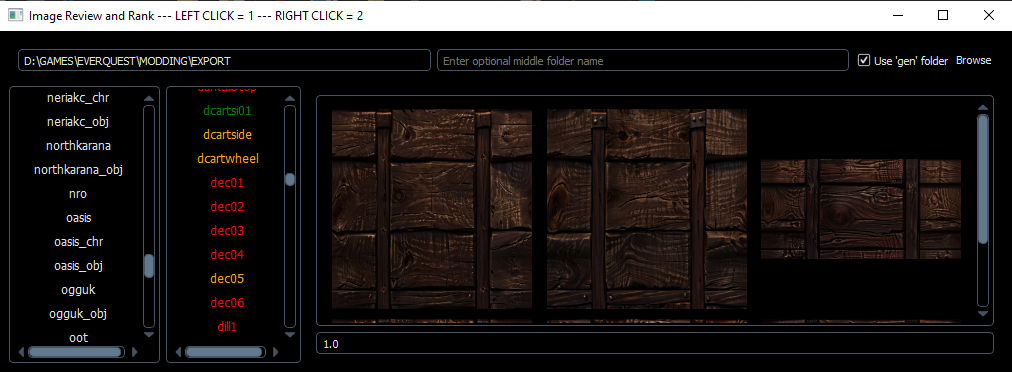 Image Review and Rank --- LEFT CLICK = 1 --- RIGHT CLICK = 2
D:\GAMES\EVERQUEST\MODDING\EXPORT
Enter optional middle folder name
Use 'gen' folder
Browse
neriakc_chr
neriakc_obj
northkarana
northkarana_obj
nro
oasis
oasis_chr
oasis_obj
ogguk
ogguk_obj
oot
dcartsi01
dcartside
dcartwheel
dec01
dec02
dec03
dec04
dec05
dec06
dill1
1.0